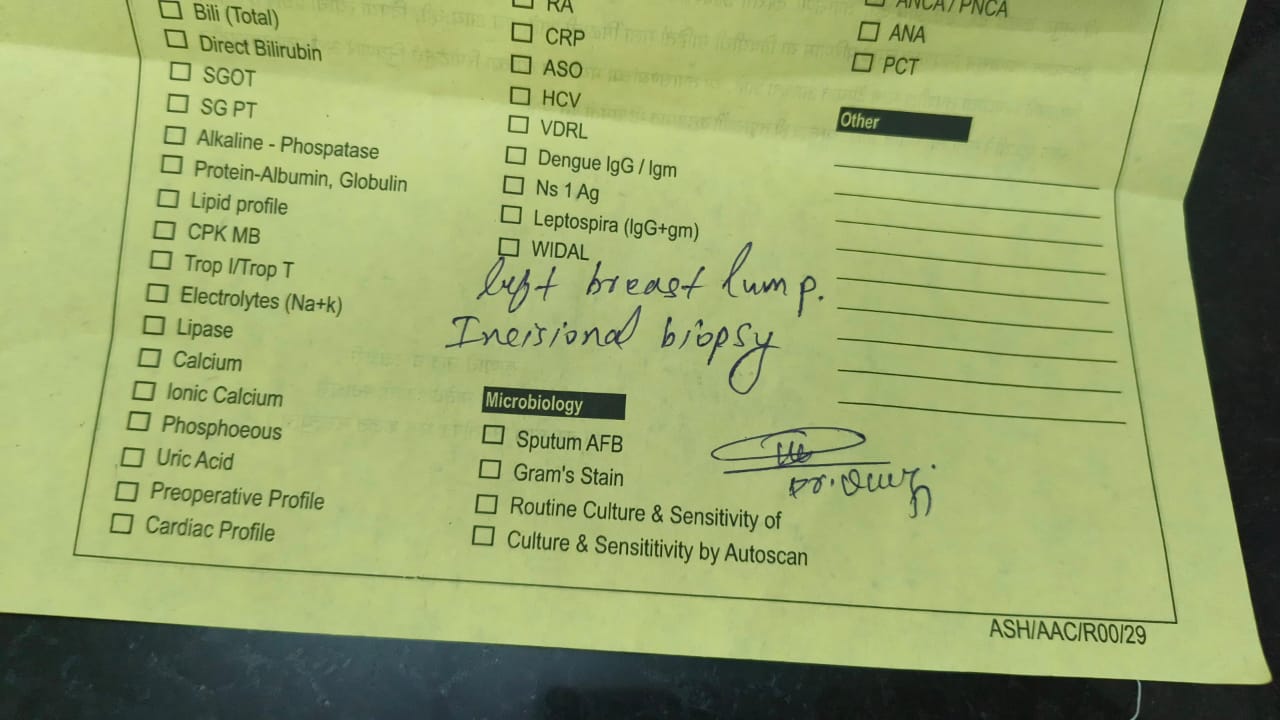 Bili (Total)
Direct Bilirubin
SGOT
SG PT
Alkaline - Phospatase
Protein-Albumin, Globulin
Lipid profile
CPK MB
Trop I/Trop T
Electrolytes (Na+k)
Lipase
Calcium
Ionic Calcium
Phosphoeous
Uric Acid
Preoperative Profile
Cardiac Profile
RA
CRP
ASO
HCV
VDRL
Dengue IgG / Igm
Ns 1 Ag
Leptospira (IgG+gm)
WIDAL
left breast lump.
Incisional biopsy
Microbiology
Sputum AFB
Gram's Stain
Routine Culture & Sensitivity of
Culture & Sensititivity by Autoscan
ANCA / PNCA
ANA
PCT
Other
Dr.
ASH/AAC/R00/29